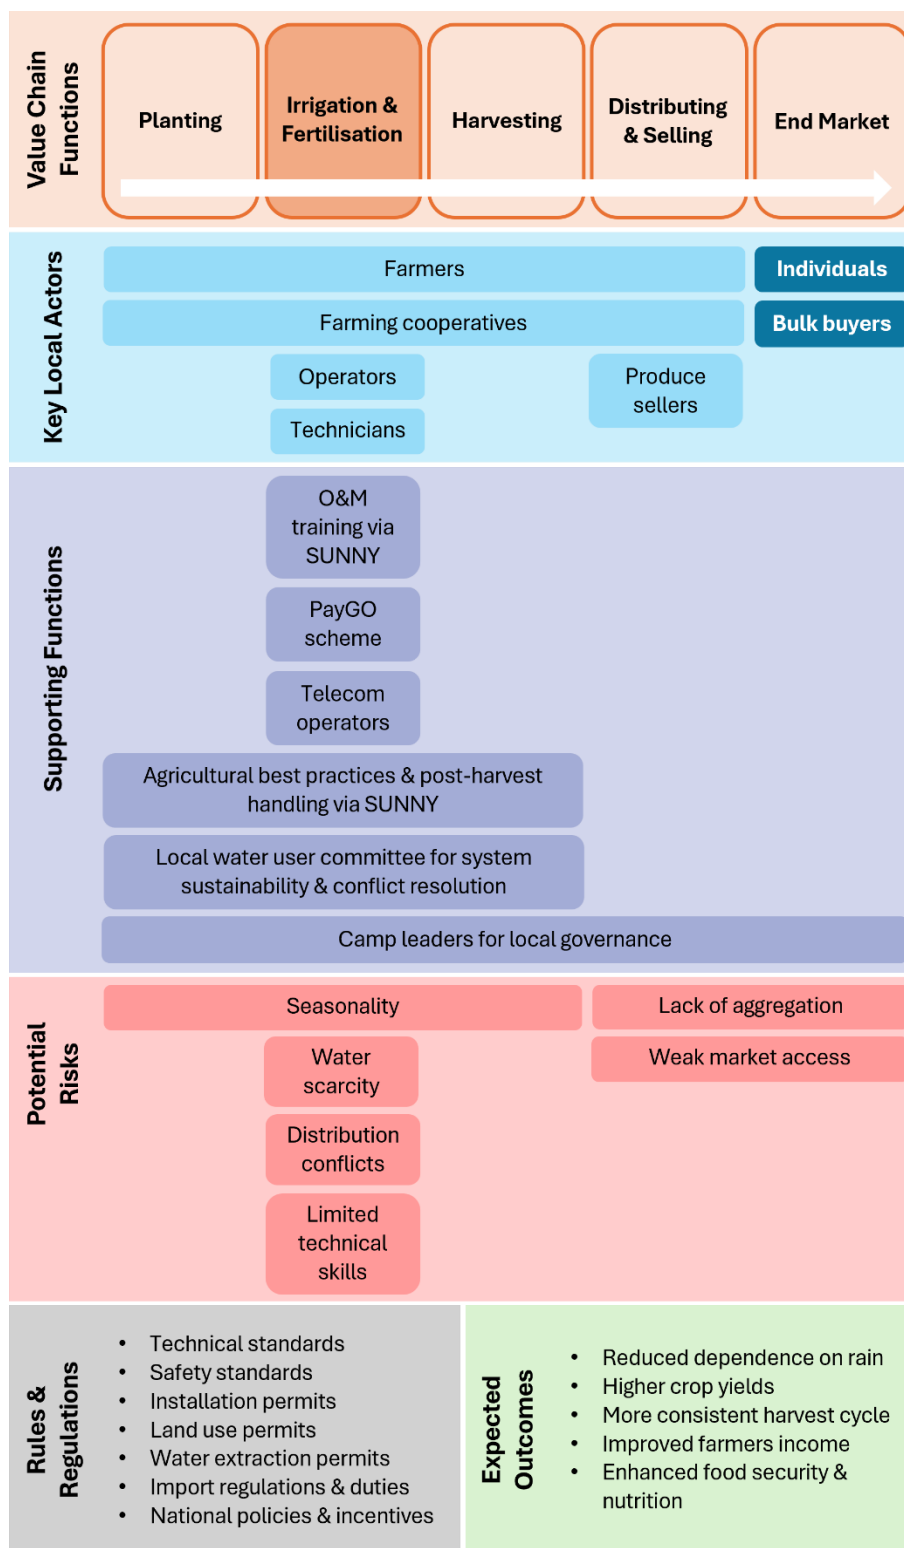 Value Chain
Functions
Planting
Irrigation &
Fertilisation
Harvesting
Distributing
& Selling
End Market
Key Local Actors
Farmers
Individuals
Farming cooperatives
Bulk buyers
Operators
Produce
sellers
Technicians
Supporting Functions
O&M
training via
SUNNY
PayGO
scheme
Telecom
operators
Agricultural best practices & post-harvest
handling via SUNNY
Local water user committee for system
sustainability & conflict resolution
Camp leaders for local governance
Potential
Risks
Seasonality
Lack of aggregation
Water
scarcity
Weak market access
Distribution
conflicts
Limited
technical
skills
Rules &
Regulations
• Technical standards
• Safety standards
• Installation permits
• Land use permits
• Water extraction permits
• Import regulations & duties
• National policies & incentives
Expected
Outcomes
• Reduced dependence on rain
• Higher crop yields
• More consistent harvest cycle
• Improved farmers income
• Enhanced food security &
nutrition